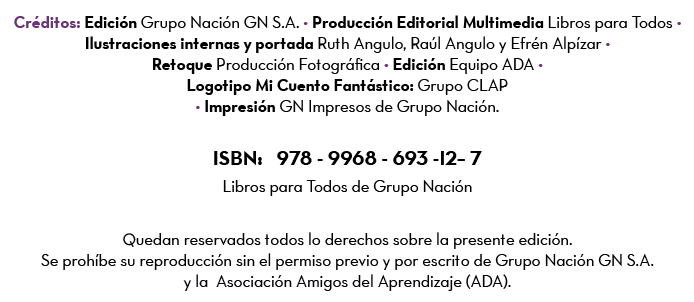 Créditos: Edición Grupo Nación GN S.A. • Producción Editorial Multimedia Libros para Todos •
Ilustraciones internas y portada Ruth Angulo, Raúl Angulo y Efrén Alpízar •
Retoque Producción Fotográfica • Edición Equipo ADA •
Logotipo Mi Cuento Fantástico: Grupo CLAP
• Impresión GN Impresos de Grupo Nación.
ISBN: 978 - 9968 - 693 -12- 7
Libros para Todos de Grupo Nación
Quedan reservados todos lo derechos sobre la presente edición.
Se prohíbe su reproducción sin el permiso previo y por escrito de Grupo Nación GN S.A.
y la Asociación Amigos del Aprendizaje (ADA).